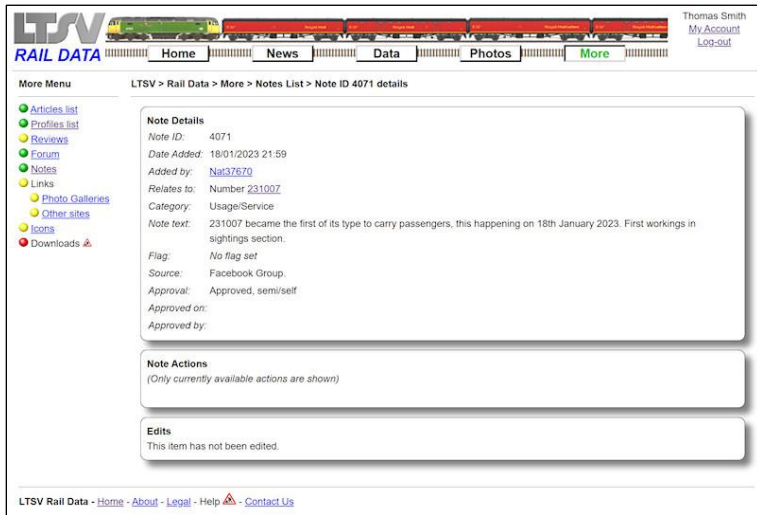 LTSV
RAIL DATA
Home
News
Data
Photos
More
Thomas Smith
My Account
Log-out
More Menu
Articles list
Profiles list
Reviews
Forum
Notes
Links
Photo Galleries
Other sites
Icons
Downloads
LTSV > Rail Data > More > Notes List > Note ID 4071 details
Note Details
Note ID: 4071
Date Added: 18/01/2023 21:59
Added by: Nat37670
Relates to: Number 231007
Category: Usage/Service
Note text: 231007 became the first of its type to carry passengers, this happening on 18th January 2023. First workings in
sightings section.
Flag: No flag set
Source: Facebook Group.
Approval: Approved, semi/self
Approved on:
Approved by:
Note Actions
(Only currently available actions are shown)
Edits
This item has not been edited.
LTSV Rail Data - Home - About - Legal - Help - Contact Us